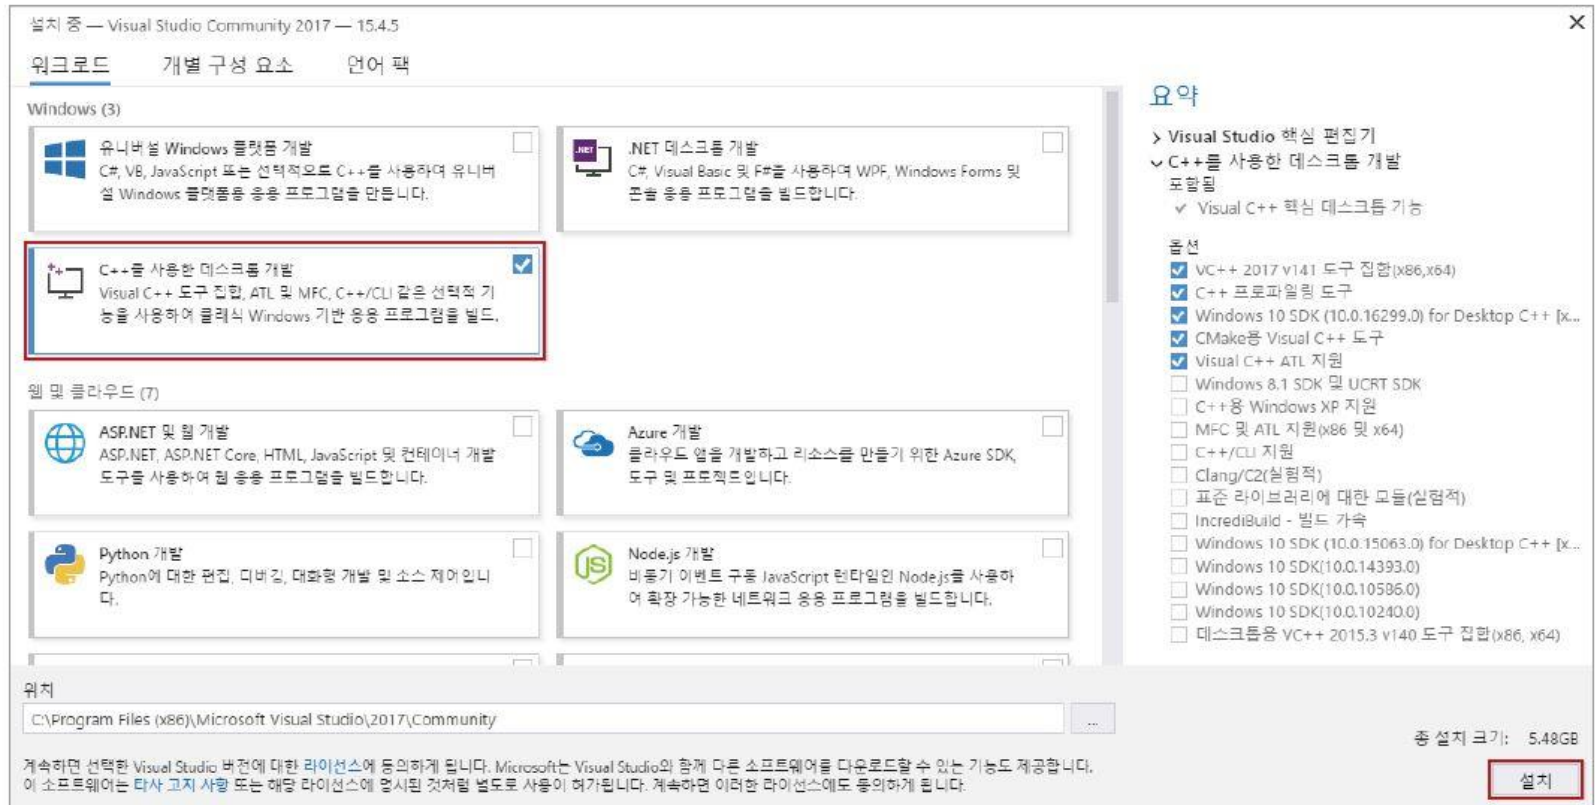 설치 중 — Visual Studio Community 2017 — 15.4.5
워크로드 개별 구성 요소 언어 팩
Windows (3)
유니버설 Windows 플랫폼 개발
C#, VB, JavaScript 또는 선택적으로 C++를 사용하여 유니버
설 Windows 플랫폼용 응용 프로그램을 만듭니다.
.NET
.NET 데스크톱 개발
C#, Visual Basic 및 F#을 사용하여 WPF, Windows Forms 및
콘솔 응용 프로그램을 빌드합니다.
C++를 사용한 데스크톱 개발
Visual C++ 도구 집합, ATL 및 MFC, C++/CLI 같은 선택적 기
능을 사용하여 클래식 Windows 기반 응용 프로그램을 빌드.
웹 및 클라우드 (7)
ASP.NET 및 웹 개발
ASP.NET, ASP.NET Core, HTML, JavaScript 및 컨테이너 개발
도구를 사용하여 웹 응용 프로그램을 빌드합니다.
Azure 개발
클라우드 앱을 개발하고 리소스를 만들기 위한 Azure SDK,
도구 및 프로젝트입니다.
Python 개발
Python에 대한 편집, 디버깅, 대화형 개발 및 소스 제어입니
다.
JS
Node.js 개발
비동기 이벤트 구동 JavaScript 런타임인 Node.js를 사용하
여 확장 가능한 네트워크 응용 프로그램을 빌드합니다.
요약
Visual Studio 핵심 편집기
C++를 사용한 데스크톱 개발
포함됨
Visual C++ 핵심 데스크톱 기능
옵션
VC++ 2017 v141 도구 집합(x86,x64)
C++ 프로파일링 도구
Windows 10 SDK (10.0.16299.0) for Desktop C++ [x...
CMake용 Visual C++ 도구
Visual C++ ATL 지원
Windows 8.1 SDK 및 UCRT SDK
C++용 Windows XP 지원
MFC 및 ATL 지원(x86 및 x64)
C++/CLI 지원
Clang/C2(실험적)
표준 라이브러리에 대한 모듈(실험적)
IncrediBuild - 빌드 가속
Windows 10 SDK (10.0.15063.0) for Desktop C++ [x...
Windows 10 SDK(10.0.14393.0)
Windows 10 SDK(10.0.10586.0)
Windows 10 SDK(10.0.10240.0)
데스크톱용 VC++ 2015.3 v140 도구 집합(x86, x64)
위치
C:\Program Files (x86)\Microsoft Visual Studio\2017\Community
...
총 설치 크기: 5.48GB
계속하면 선택한 Visual Studio 버전에 대한 라이선스에 동의하게 됩니다. Microsoft는 Visual Studio와 함께 다른 소프트웨어를 다운로드할 수 있는 기능도 제공합니다.
이 소프트웨어는 타사 고지 사항 또는 해당 라이선스에 명시된 것처럼 별도로 사용이 허가됩니다. 계속하면 이러한 라이선스에도 동의하게 됩니다.
설치